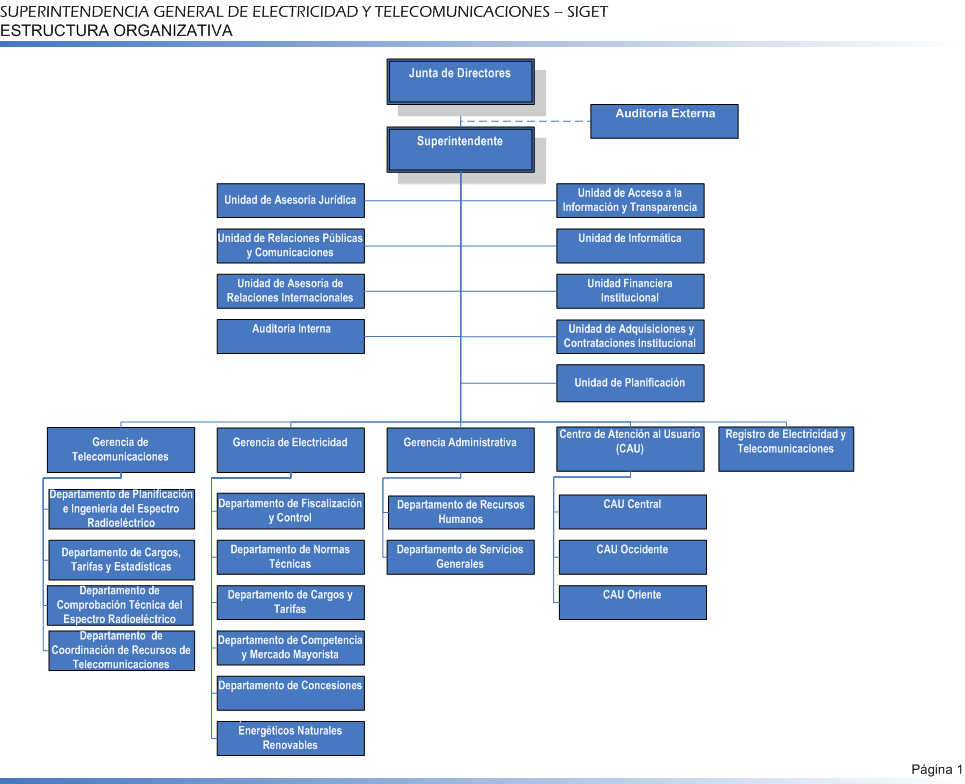 SUPERINTENDENCIA GENERAL DE ELECTRICIDAD Y TELECOMUNICACIONES – SIGET
ESTRUCTURA ORGANIZATIVA
Junta de Directores
Auditoria Externa
Superintendente
Unidad de Asesoría Jurídica
Unidad de Acceso a la
Información y Transparencia
Unidad de Relaciones Públicas
y Comunicaciones
Unidad de Informática
Unidad de Asesoría de
Relaciones Internacionales
Unidad Financiera
Institucional
Auditoria Interna
Unidad de Adquisiciones y
Contrataciones Institucional
Unidad de Planificación
Gerencia de
Telecomunicaciones
Gerencia de Electricidad
Gerencia Administrativa
Centro de Atención al Usuario
(CAU)
Registro de Electricidad y
Telecomunicaciones
Departamento de Planificación
e Ingeniería del Espectro
Radioeléctrico
Departamento de Cargos,
Tarifas y Estadísticas
Departamento de
Comprobación Técnica del
Espectro Radioeléctrico
Departamento de
Coordinación de Recursos de
Telecomunicaciones
Departamento de Fiscalización
y Control
Departamento de Normas
Técnicas
Departamento de Cargos y
Tarifas
Departamento de Competencia
y Mercado Mayorista
Departamento de Concesiones
Energéticos Naturales
Renovables
Departamento de Recursos
Humanos
Departamento de Servicios
Generales
CAU Central
CAU Occidente
CAU Oriente
Página 1